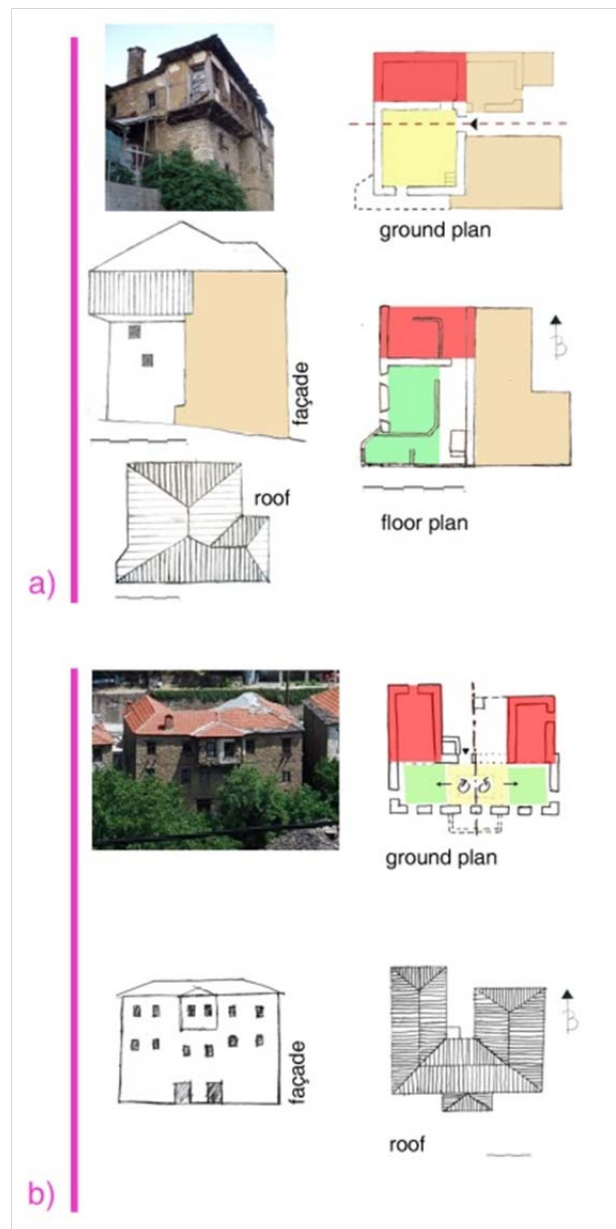 ground plan
façade
floor plan
roof
a)
B
ground plan
façade
roof
b)
B